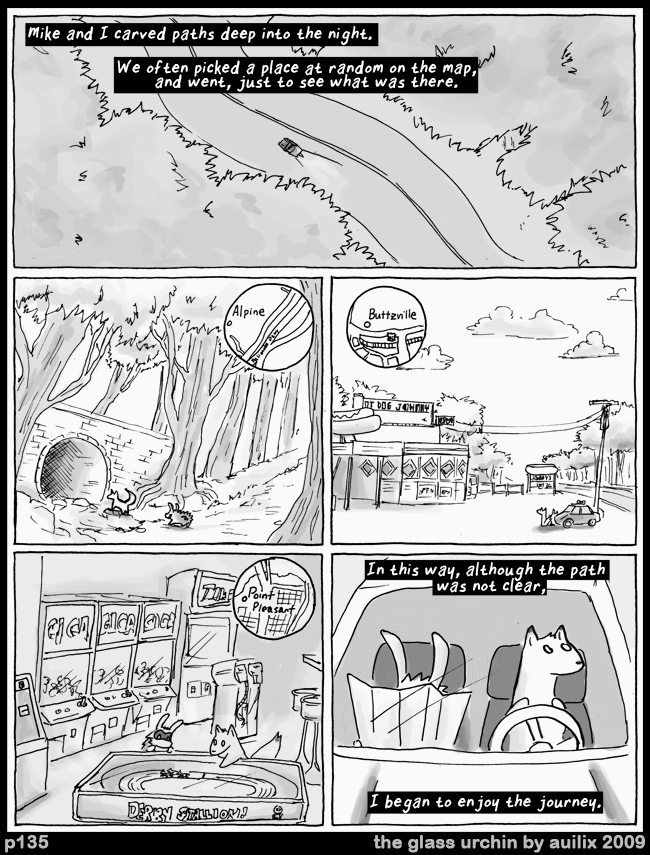 Mike and I carved paths deep into the night.
We often picked a place at random on the map,
and went, just to see what was there.
Alpine
Buttzville
OT DOG JOHNNY
Point
Pleasant
DERBY STALLION!
In this way, although the path
was not clear,
I began to enjoy the journey.
p135
the glass urchin by auilix 2009